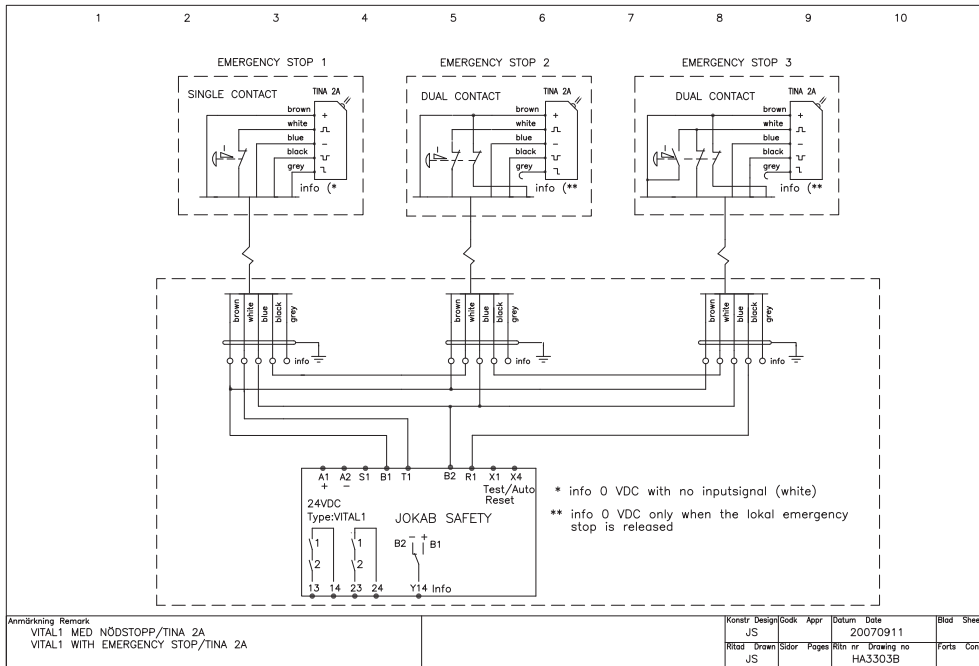 1 2 3 4 5 6 7 8 9 10
EMERGENCY STOP 1 EMERGENCY STOP 2 EMERGENCY STOP 3
SINGLE CONTACT TINA 2A
brown +
white
blue –
black
grey
info (*
DUAL CONTACT TINA 2A
brown +
white
blue –
black
grey
info (**
DUAL CONTACT TINA 2A
brown +
white
blue –
black
grey
info (**
brown white blue black grey
info
brown white blue black grey
info
brown white blue black grey
info
A1 A2 S1 B1 T1 B2 R1 X1 X4
+ –
Test/Auto
Reset
24VDC
Type:VITAL1 JOKAB SAFETY
B2 – + B1
1 1
2 2
13 14 23 24 Y14 Info
* info 0 VDC with no inputsignal (white)
** info 0 VDC only when the lokal emergency
stop is released
Anmärkning Remark
VITAL1 MED NÖDSTOPP/TINA 2A
VITAL1 WITH EMERGENCY STOP/TINA 2A
Konstr Design Godk Appr Datum Date Blad Shee
JS 20070911
Ritad Drawn Sidor Pages Ritn nr Drawing no Forts
JS HA3303B